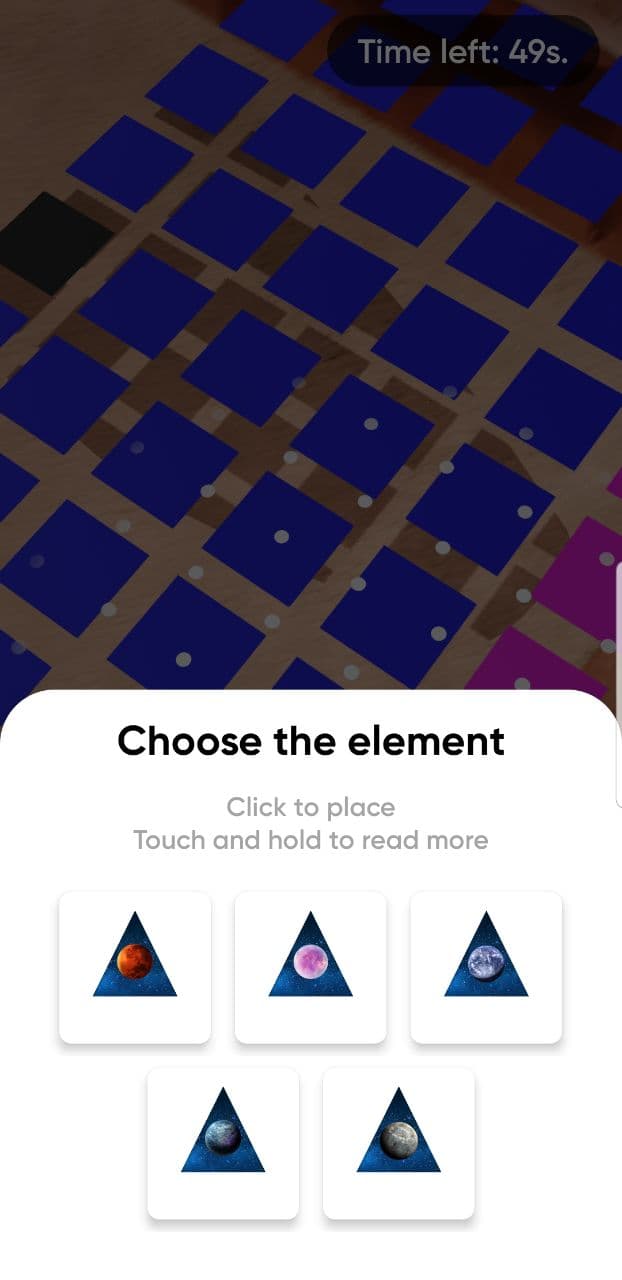 Time left: 49s.
Choose the element
Click to place
Touch and hold to read more